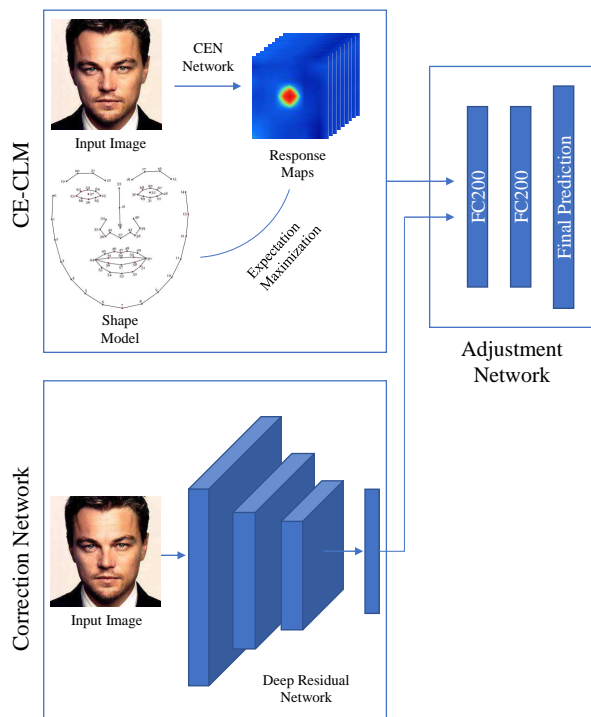 CE-CLM
CEN
Network
Input Image
Response
Maps
Expectation
Maximization
Shape
Model
FC200
FC200
Final Prediction
Adjustment
Network
Correction Network
Input Image
Deep Residual
Network